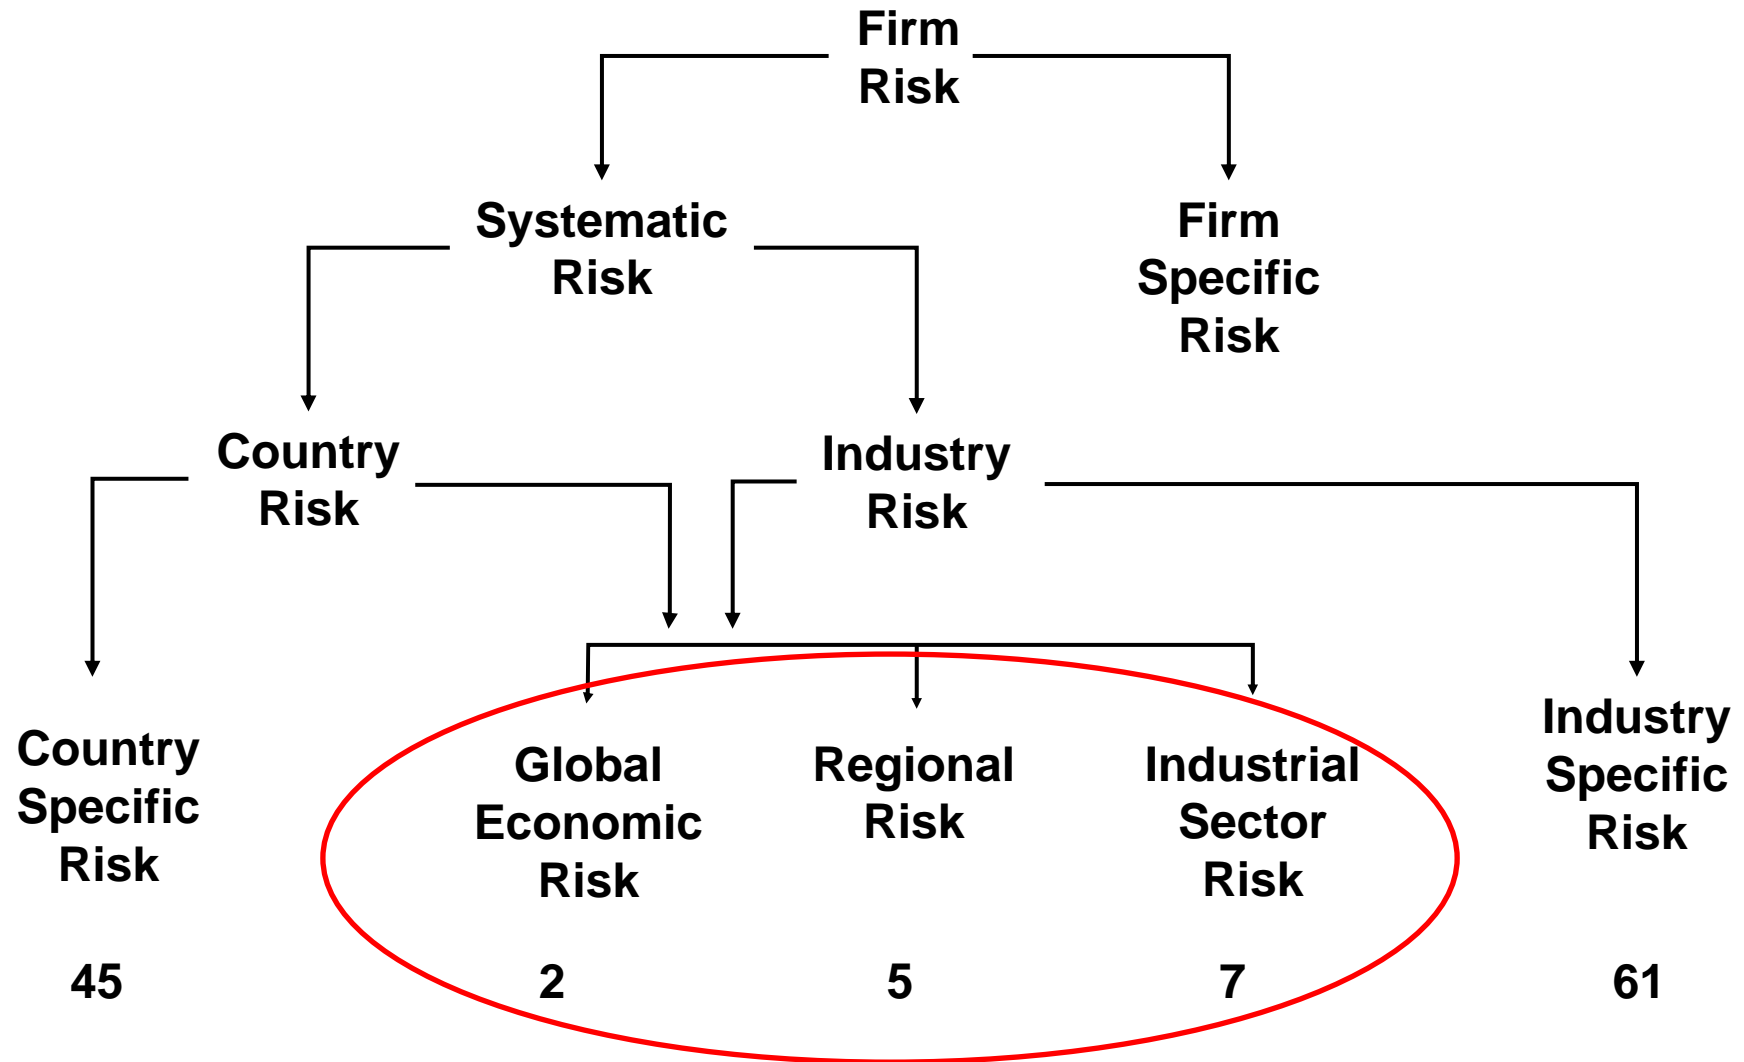 Firm
Risk
Systematic
Risk
Firm
Specific
Risk
Country
Risk
Industry
Risk
Country
Specific
Risk
Global
Economic
Risk
Regional
Risk
Industrial
Sector
Risk
Industry
Specific
Risk
45
2
5
7
61